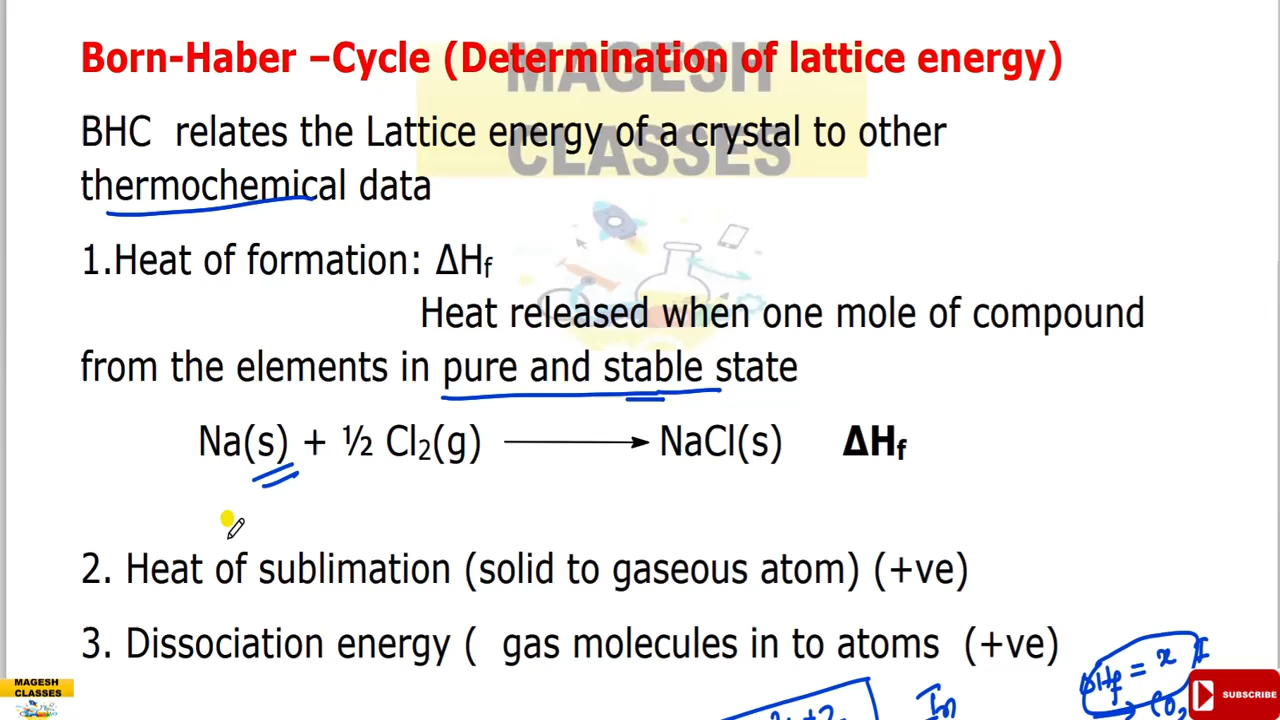 Born-Haber –Cycle (Determination of lattice energy)
MAGESH
CLASSES
BHC relates the Lattice energy of a crystal to other
thermochemical data
1.Heat of formation: ΔHf
Heat released when one mole of compound
from the elements in pure and stable state
Na(s) + ½ Cl₂(g) ⟶ NaCl(s) ΔHf
2. Heat of sublimation (solid to gaseous atom) (+ve)
3. Dissociation energy ( gas molecules in to atoms (+ve)
ΔHf = x
MAGESH
CLASSES
SUBSCRIBE